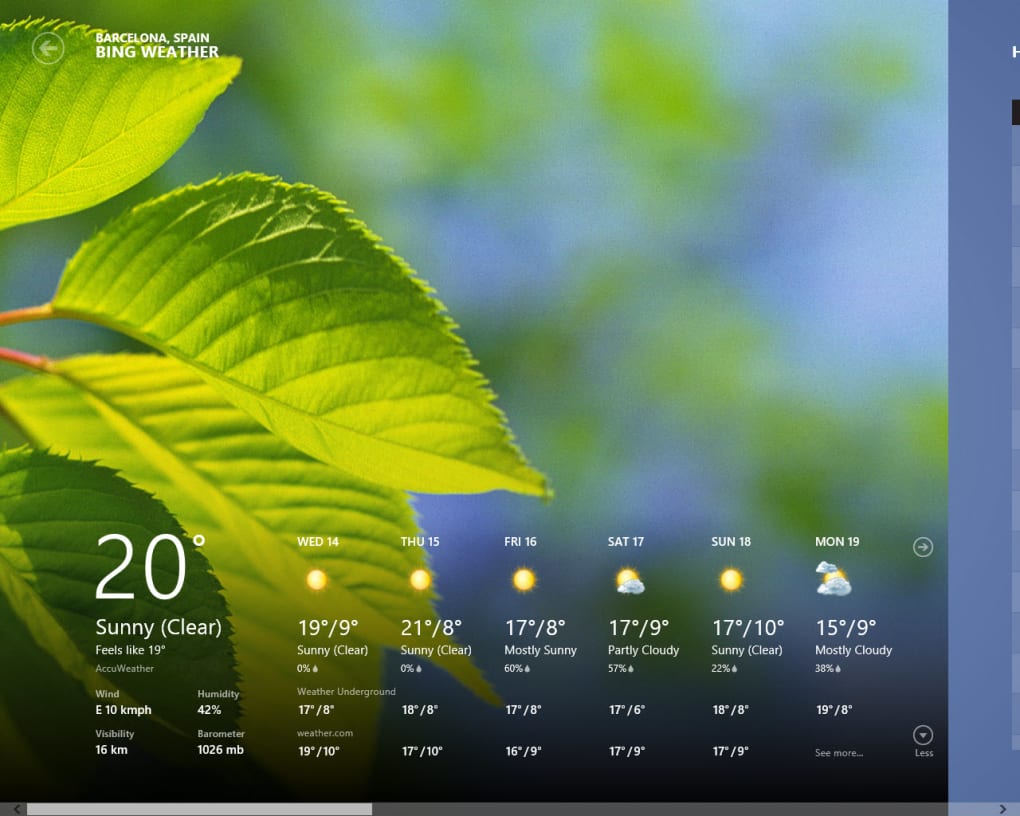 BARCELONA, SPAIN
BING WEATHER
H
20°
Sunny (Clear)
Feels like 19°
AccuWeather
Wind
E 10 kmph
Humidity
42%
Visibility
16 km
Barometer
1026 mb
WED 14 THU 15 FRI 16 SAT 17 SUN 18 MON 19
19°/9° 21°/8° 17°/8° 17°/9° 17°/10° 15°/9°
Sunny (Clear) Sunny (Clear) Mostly Sunny Partly Cloudy Sunny (Clear) Mostly Cloudy
0% 0% 60% 57% 22% 38%
Weather Underground
17°/8° 18°/8° 17°/8° 17°/6° 18°/8° 19°/8°
weather.com
19°/10° 17°/10° 16°/9° 17°/9° 17°/9° See more...
Less